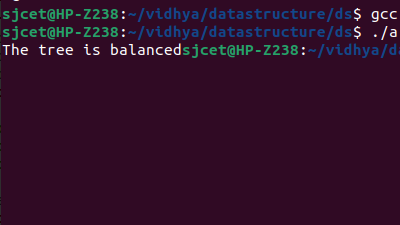 sjcet@HP-Z238:~/vidhya/datastructure/ds$ gcc
sjcet@HP-Z238:~/vidhya/datastructure/ds$ ./a
The tree is balancedsjcet@HP-Z238:~/vidhya/d